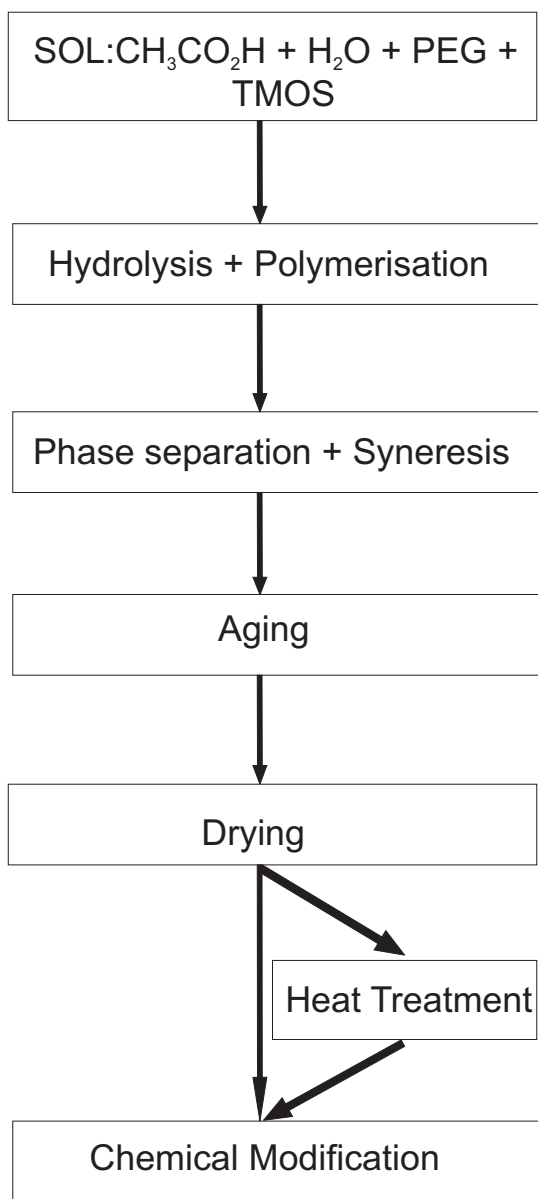 SOL:CH₃CO₂H + H₂O + PEG +
TMOS
Hydrolysis + Polymerisation
Phase separation + Syneresis
Aging
Drying
Heat Treatment
Chemical Modification